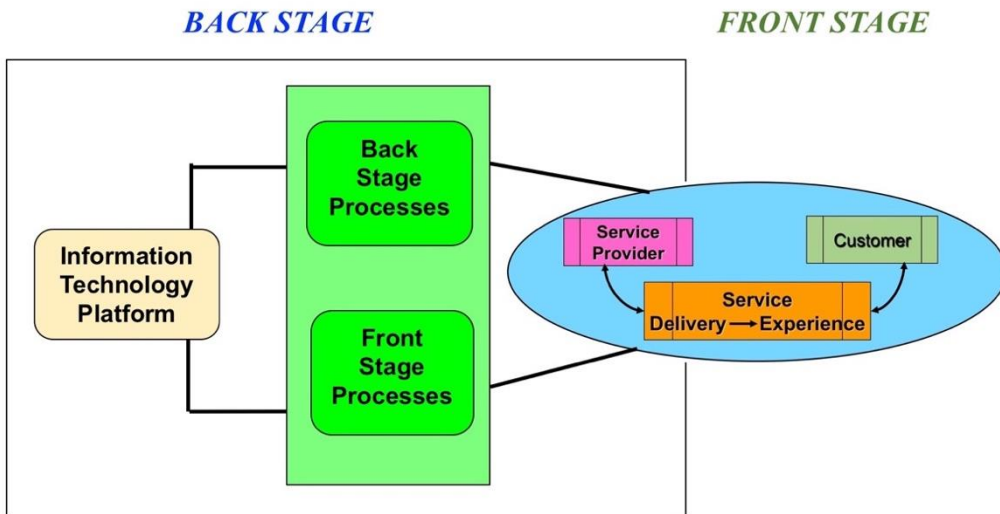 BACK STAGE
FRONT STAGE
Back
Stage
Processes
Information
Technology
Platform
Front
Stage
Processes
Service
Provider
Customer
Service
Delivery Experience